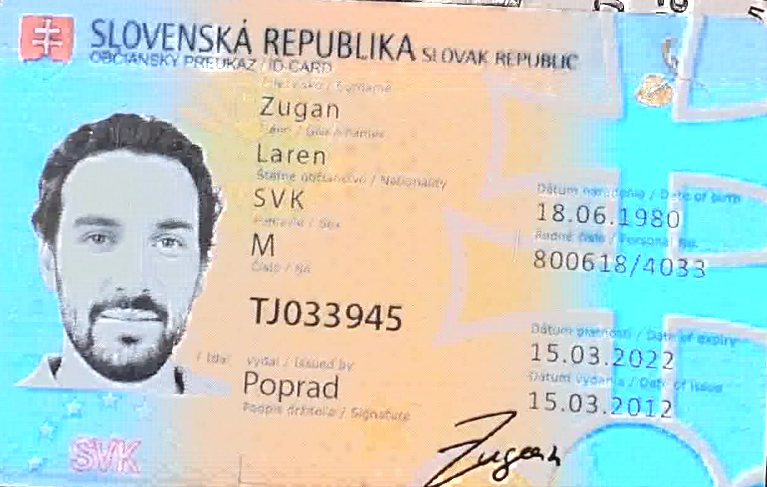 SLOVENSKÁ REPUBLIKA SLOVAK REPUBLIC
OBČIANSKY PREUKAZ / ID CARD
Priezvisko / Surname
Zugan
Meno / Given names
Laren
Štátne občianstvo / Nationality
SVK
Pohlavie / Sex
M
Číslo / No.
TJ033945
Vydal / Issued by
Poprad
Podpis držiteľa / Signature
Dátum narodenia / Date of birth
18.06.1980
Rodné číslo / Personal No.
800618/4033
Dátum platnosti / Date of expiry
15.03.2022
Dátum vydania / Date of issue
15.03.2012
Zugan
SVK